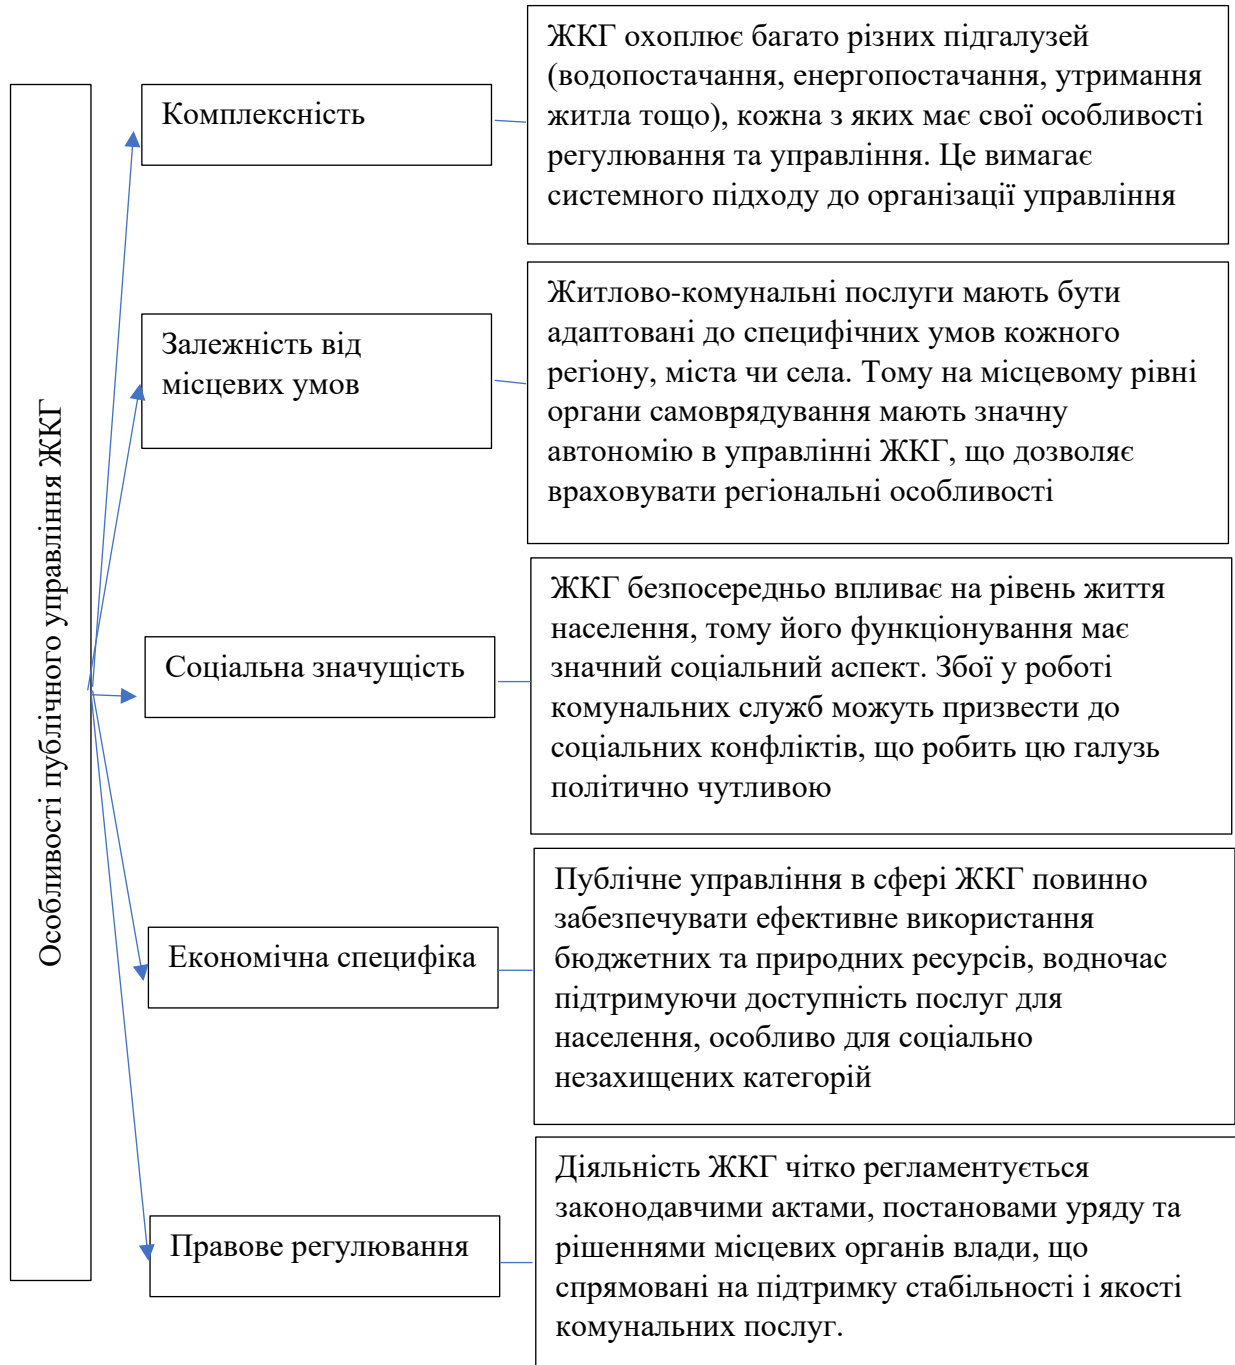 Особливості публічного управління ЖКГ
Комплексність
ЖКГ охоплює багато різних підгалузей
(водопостачання, енергопостачання, утримання
житла тощо), кожна з яких має свої особливості
регулювання та управління. Це вимагає
системного підходу до організації управління
Залежність від
місцевих умов
Житлово-комунальні послуги мають бути
адаптовані до специфічних умов кожного
регіону, міста чи села. Тому на місцевому рівні
органи самоврядування мають значну
автономію в управлінні ЖКГ, що дозволяє
враховувати регіональні особливості
Соціальна значущість
ЖКГ безпосередньо впливає на рівень життя
населення, тому його функціонування має
значний соціальний аспект. Збої у роботі
комунальних служб можуть призвести до
соціальних конфліктів, що робить цю галузь
політично чутливою
Економічна специфіка
Публічне управління в сфері ЖКГ повинно
забезпечувати ефективне використання
бюджетних та природних ресурсів, водночас
підтримуючи доступність послуг для
населення, особливо для соціально
незахищених категорій
Правове регулювання
Діяльність ЖКГ чітко регламентується
законодавчими актами, постановами уряду та
рішеннями місцевих органів влади, що
спрямовані на підтримку стабільності і якості
комунальних послуг.